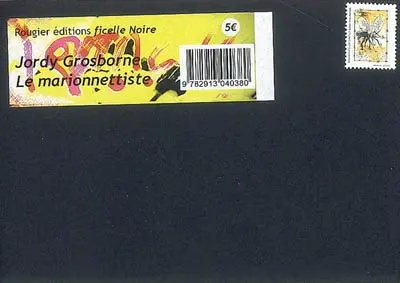 Rougier éditions ficelle Noire
5€
Jordy Grosborne
Le marionnettiste
9 782913 040380